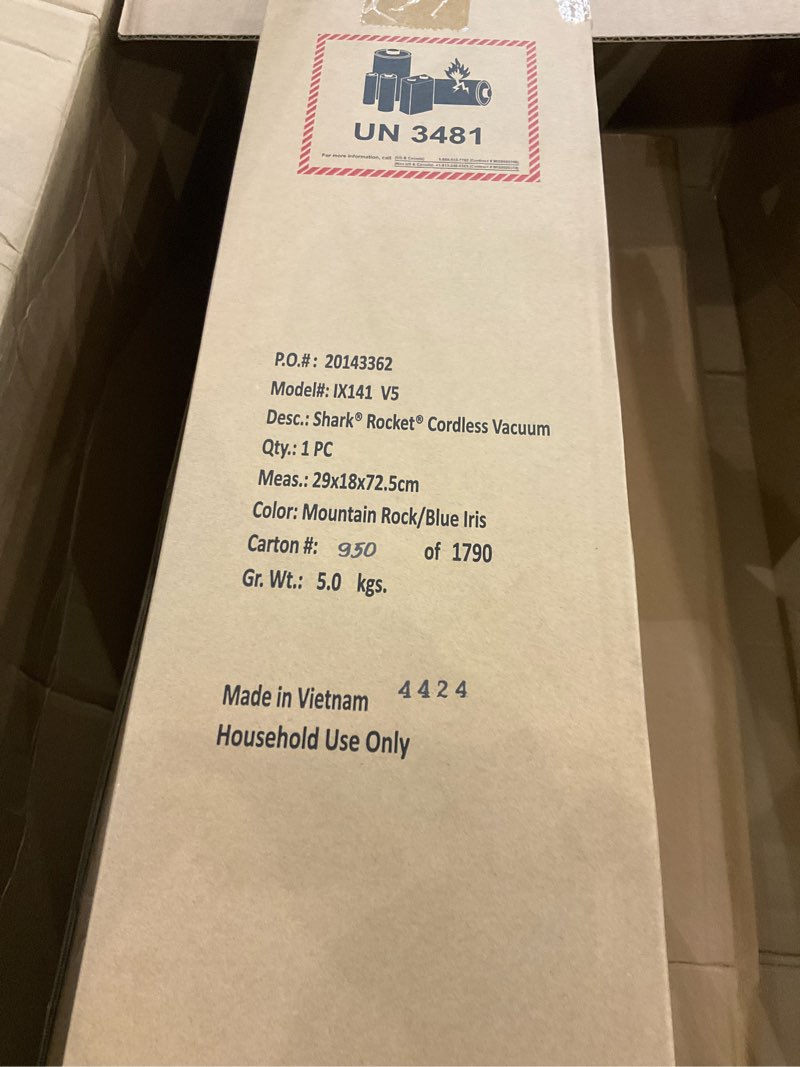 UN 3481
For more information, call
P.O.#: 20143362
Model#: IX141 V5
Desc.: Shark® Rocket® Cordless Vacuum
Qty.: 1 PC
Meas.: 29x18x72.5cm
Color: Mountain Rock/Blue Iris
Carton #: 950 of 1790
Gr. Wt.: 5.0 kgs.
Made in Vietnam 4424
Household Use Only